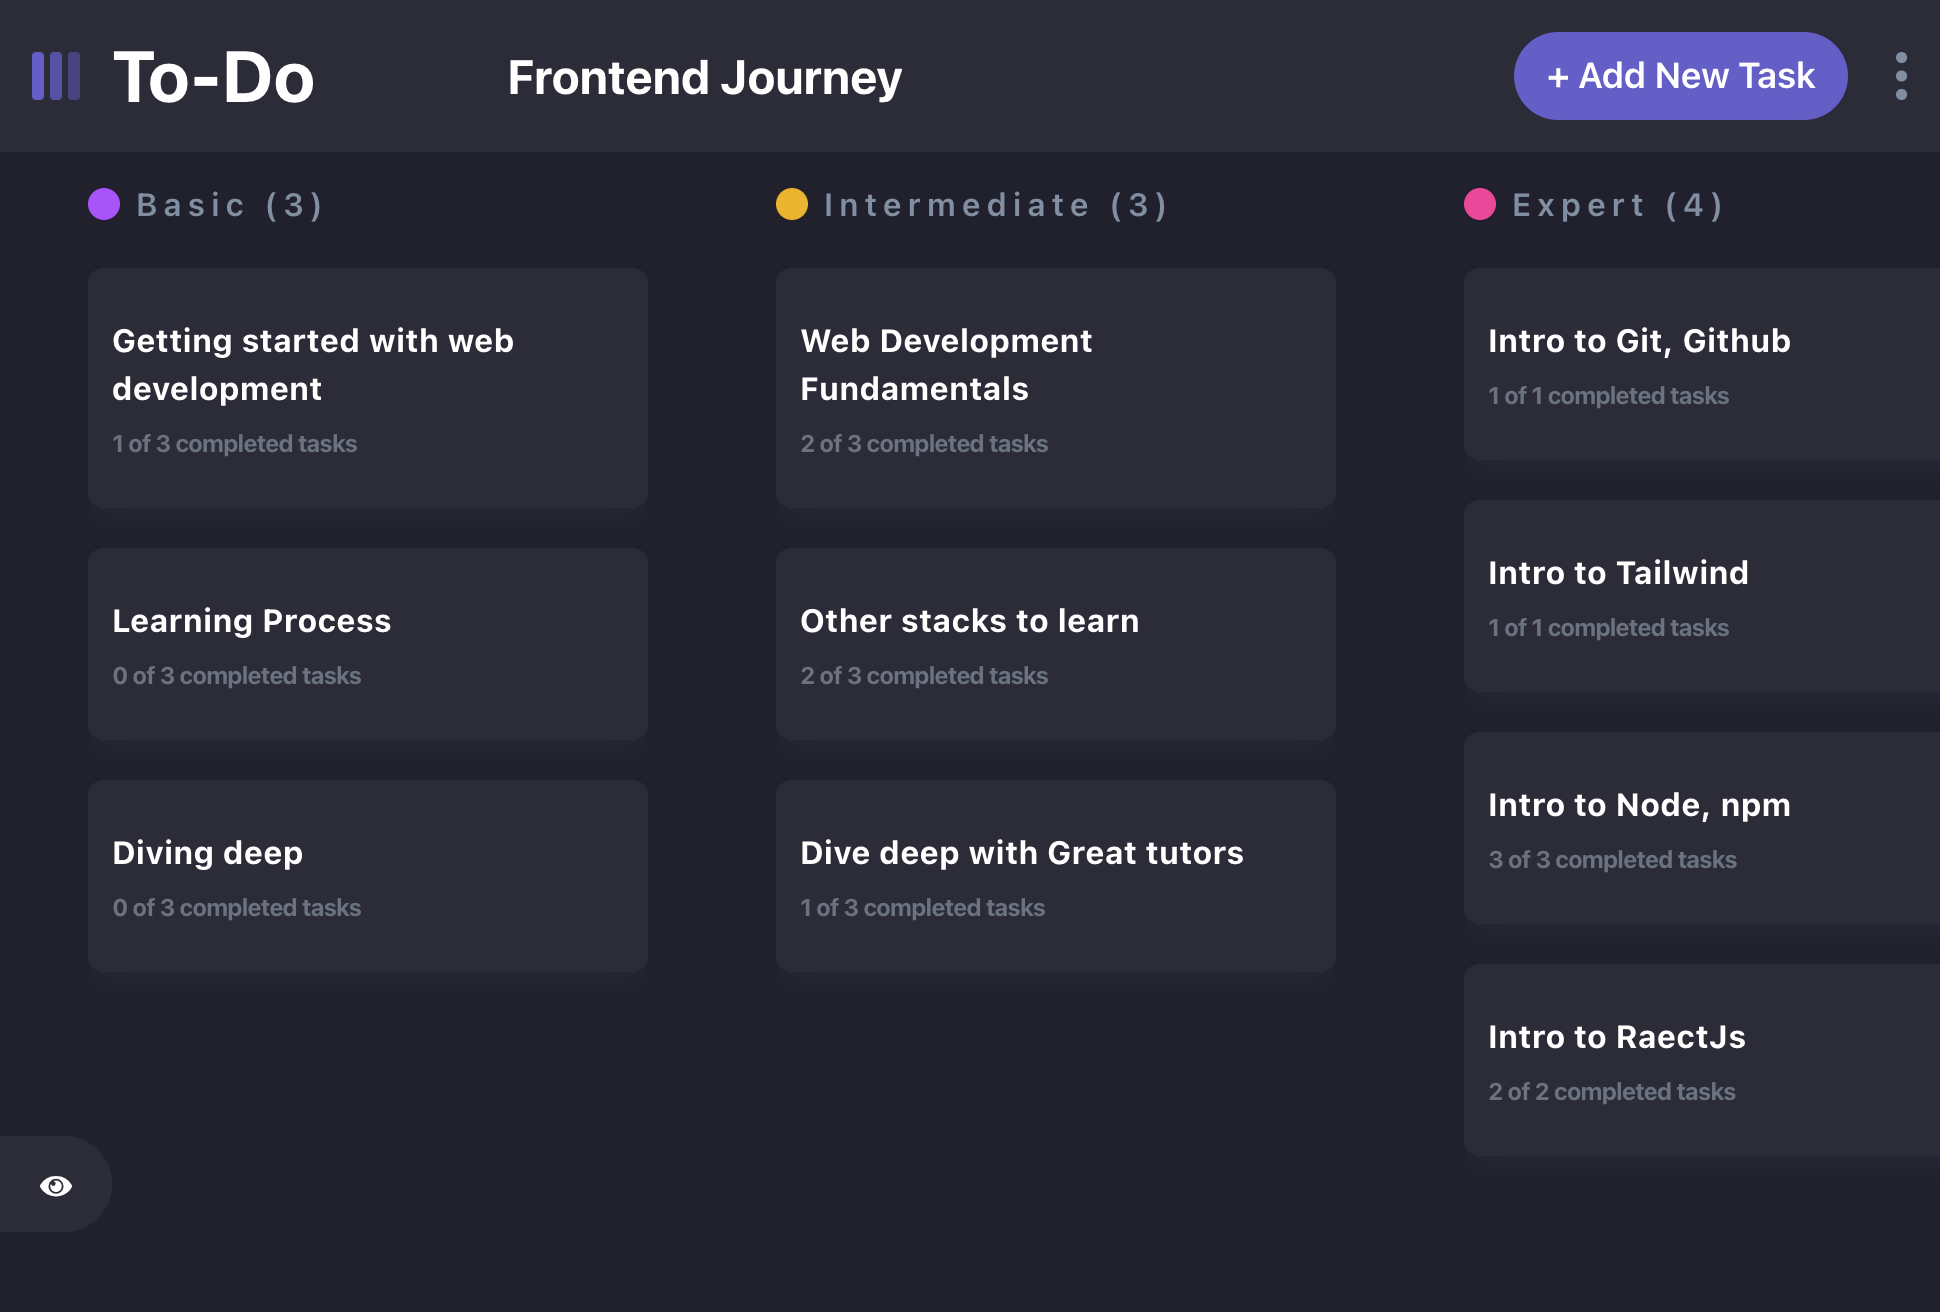 To-Do
Frontend Journey
+ Add New Task
Basic (3)
Getting started with web
development
1 of 3 completed tasks
Learning Process
0 of 3 completed tasks
Diving deep
0 of 3 completed tasks
Intermediate (3)
Web Development
Fundamentals
2 of 3 completed tasks
Other stacks to learn
2 of 3 completed tasks
Dive deep with Great tutors
1 of 3 completed tasks
Expert (4)
Intro to Git, Github
1 of 1 completed tasks
Intro to Tailwind
1 of 1 completed tasks
Intro to Node, npm
3 of 3 completed tasks
Intro to RaectJs
2 of 2 completed tasks